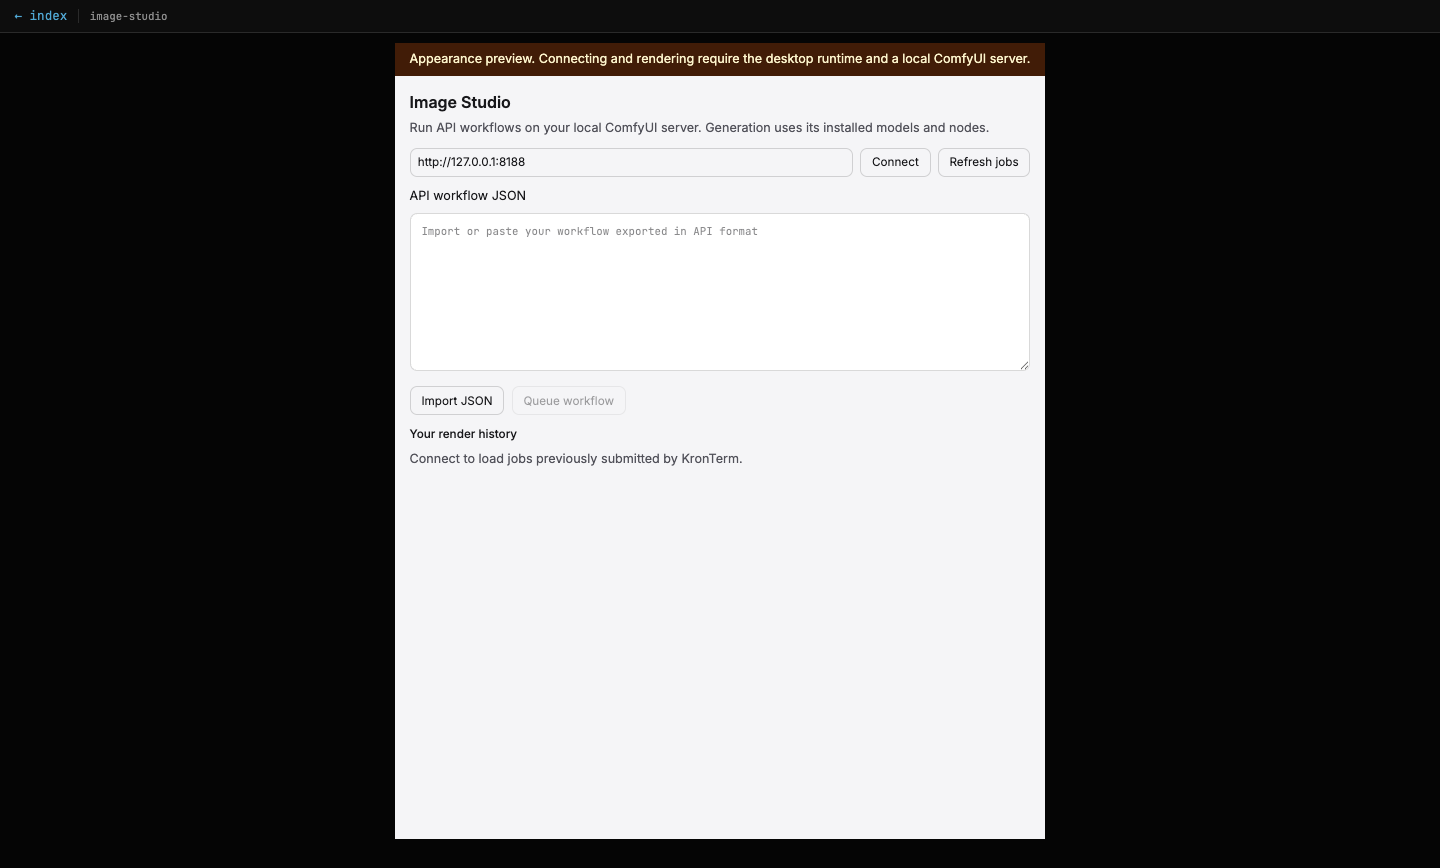 ← index
image-studio
Appearance preview. Connecting and rendering require the desktop runtime and a local ComfyUI server.
Image Studio
Run API workflows on your local ComfyUI server. Generation uses its installed models and nodes.
http://127.0.0.1:8188
Connect
Refresh jobs
API workflow JSON
Import or paste your workflow exported in API format
Import JSON
Queue workflow
Your render history
Connect to load jobs previously submitted by KronTerm.